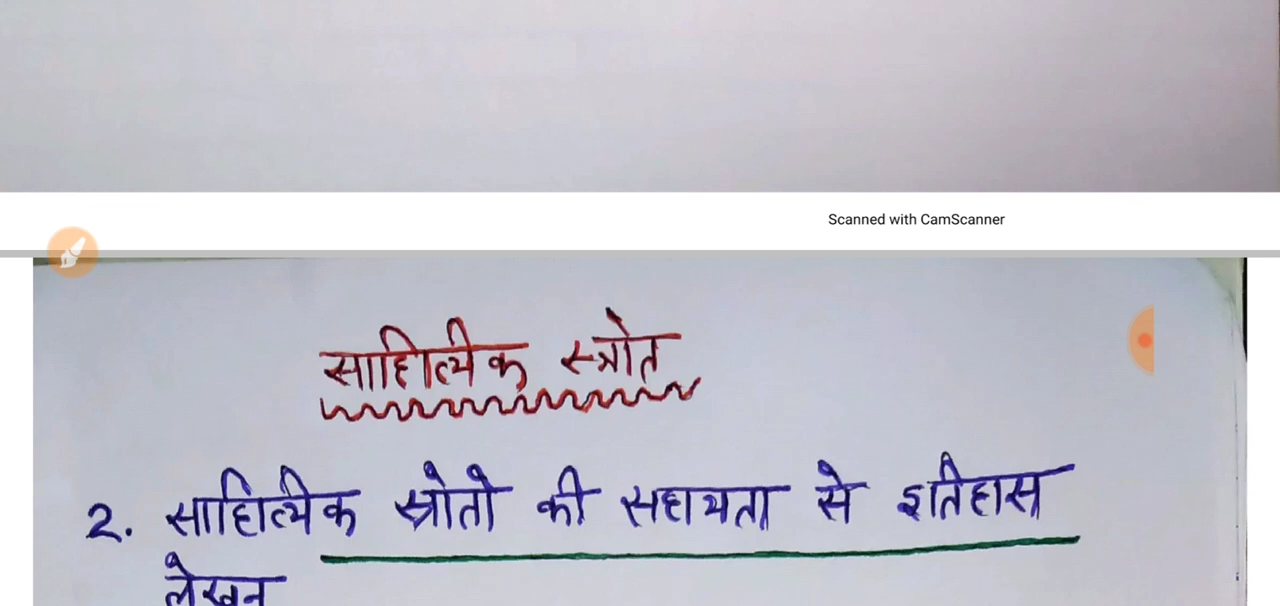 Scanned with CamScanner
साहित्यिक स्त्रोत
2. साहित्यिक स्रोतो की सहायता से इतिहास
लेखन